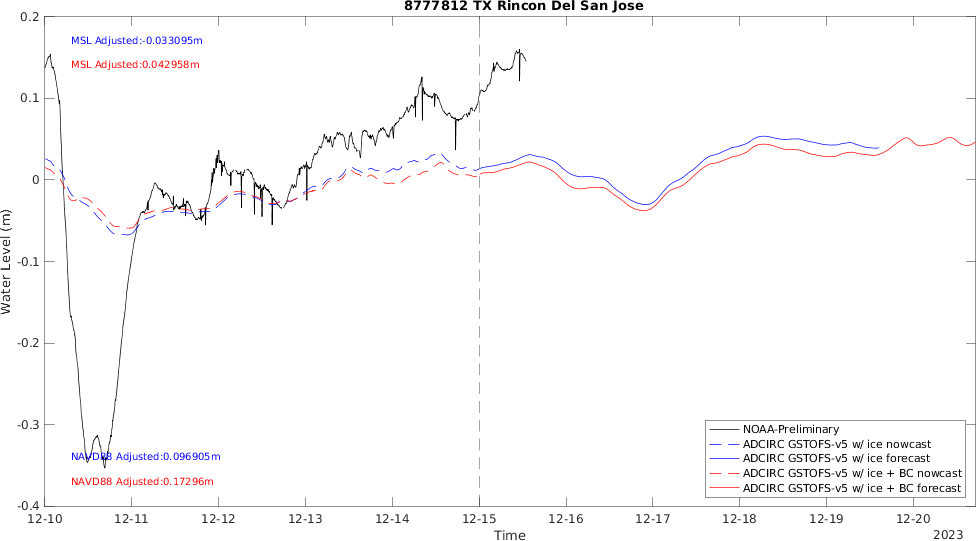 8777812 TX Rincon Del San Jose
0.2
MSL Adjusted:-0.033095m
MSL Adjusted:0.042958m
0.1
0
-0.1
-0.2
-0.3
-0.4
Water Level (m)
NAVD88 Adjusted:0.096905m
NAVD88 Adjusted:0.17296m
NOAA-Preliminary
ADCIRC GSTOFS-v5 w/ ice nowcast
ADCIRC GSTOFS-v5 w/ ice forecast
ADCIRC GSTOFS-v5 w/ ice + BC nowcast
ADCIRC GSTOFS-v5 w/ ice + BC forecast
12-10 12-11 12-12 12-13 12-14 12-15 12-16 12-17 12-18 12-19 12-20
Time
2023